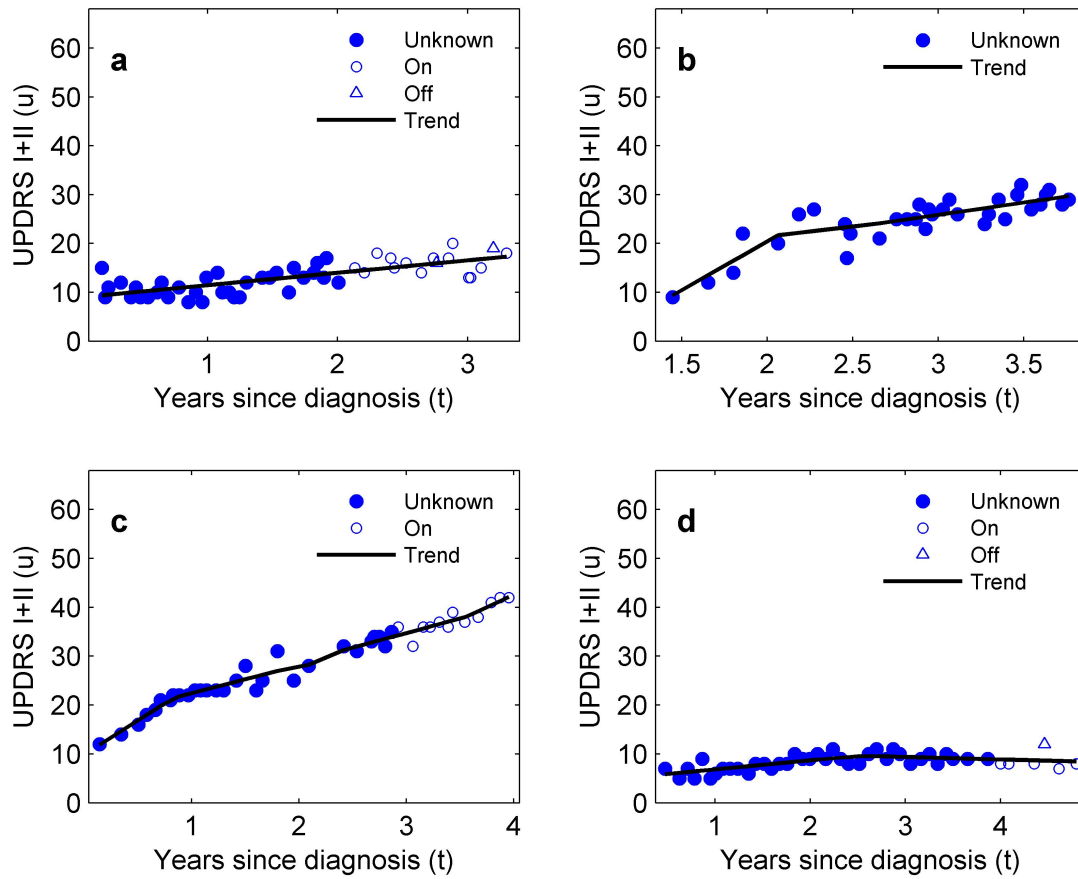 a
Unknown
On
Off
Trend
UPDRS I+II (u)
60
50
40
30
20
10
0
1
2
3
Years since diagnosis (t)
b
Unknown
Trend
UPDRS I+II (u)
60
50
40
30
20
10
0
1.5
2
2.5
3
3.5
Years since diagnosis (t)
c
Unknown
On
Trend
UPDRS I+II (u)
60
50
40
30
20
10
0
1
2
3
4
Years since diagnosis (t)
d
Unknown
On
Off
Trend
UPDRS I+II (u)
60
50
40
30
20
10
0
1
2
3
4
Years since diagnosis (t)